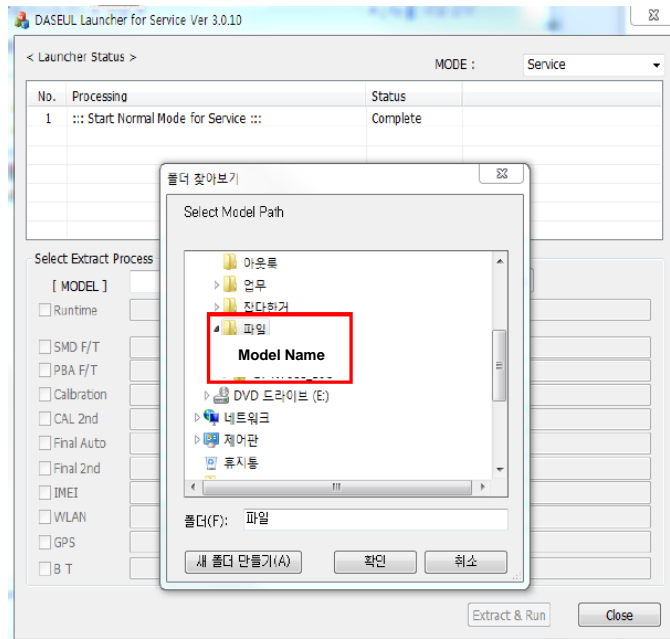 DASEUL Launcher for Service Ver 3.0.10
< Launcher Status >
MODE : Service
No. Processing Status
1 ::: Start Normal Mode for Service ::: Complete
폴더 찾아보기
Select Model Path
아웃룩
업무
잡다한거
파일
Model Name
DVD 드라이브 (E:)
네트워크
제어판
휴지통
폴더(F): 파일
새 폴더 만들기(A) 확인 취소
Select Extract Process
[ MODEL ]
Runtime
SMD F/T
PBA F/T
Calbration
CAL 2nd
Final Auto
Final 2nd
IMEI
WLAN
GPS
B T
Extract & Run Close